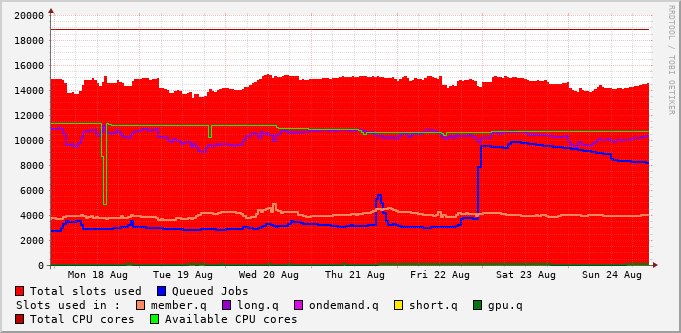 RRDTOOL / TOBI OETIKER
20000
18000
16000
14000
12000
10000
8000
6000
4000
2000
0
Mon 18 Aug Tue 19 Aug Wed 20 Aug Thu 21 Aug Fri 22 Aug Sat 23 Aug Sun 24 Aug
Total slots used Queued Jobs
Slots used in : member.q long.q ondemand.q short.q gpu.q
Total CPU cores Available CPU cores